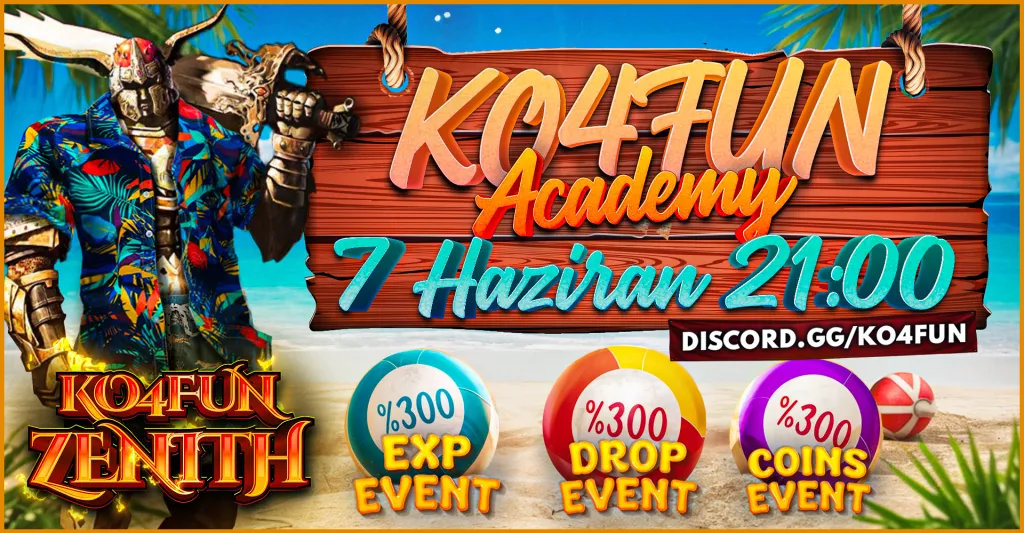 KO4FUN
Academy
7 Haziran 21:00
DISCORD.GG/KO4FUN
KO4FUN
ZENITH
%300
EXP
EVENT
%300
DROP
EVENT
%300
COINS
EVENT